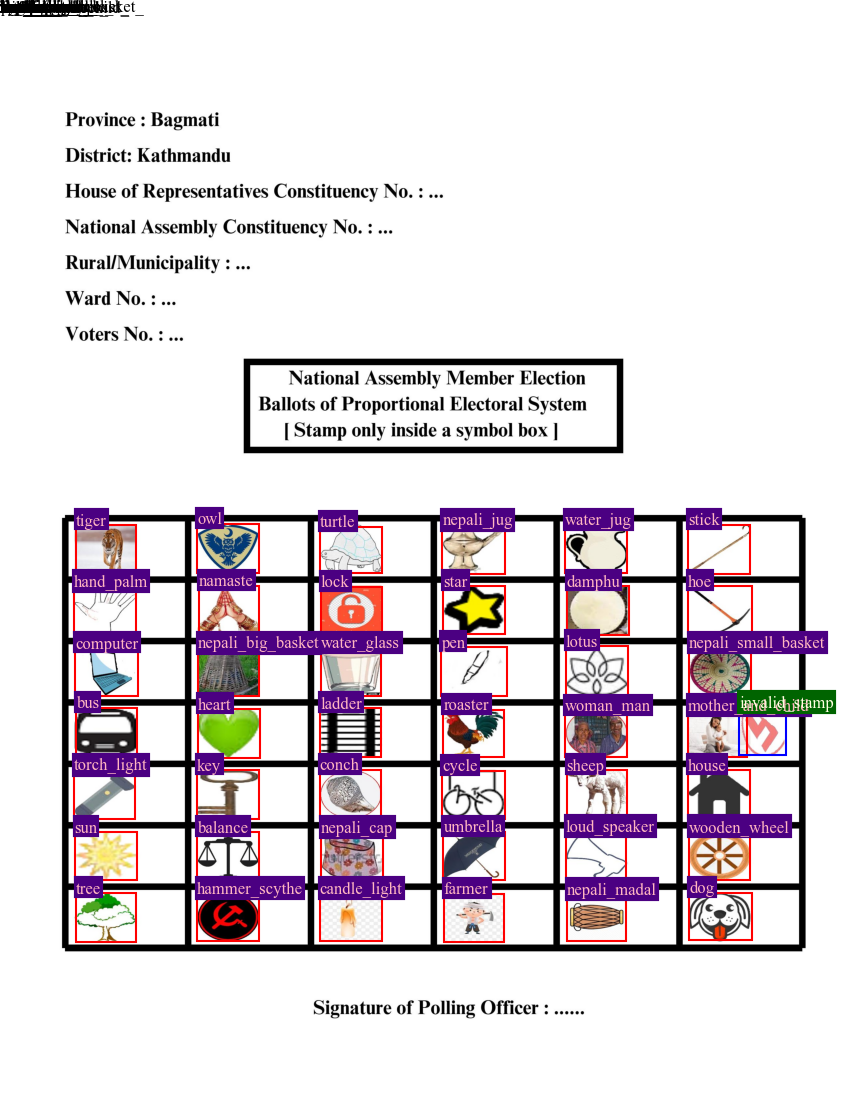 Province : Bagmati
District: Kathmandu
House of Representatives Constituency No. : ...
National Assembly Constituency No. : ...
Rural/Municipality : ...
Ward No. : ...
Voters No. : ...
National Assembly Member Election
Ballots of Proportional Electoral System
[ Stamp only inside a symbol box ]
tiger owl turtle nepali_jug water_jug stick
hand_palm namaste lock star damphu hoe
computer nepali_big_basket water_glass pen lotus nepali_small_basket
bus heart ladder roaster woman_man mother_and_child invalid_stamp
torch_light key conch cycle sheep house
sun balance nepali_cap umbrella loud_speaker wooden_wheel
tree hammer_scythe candle_light farmer nepali_madal dog
Signature of Polling Officer : ......